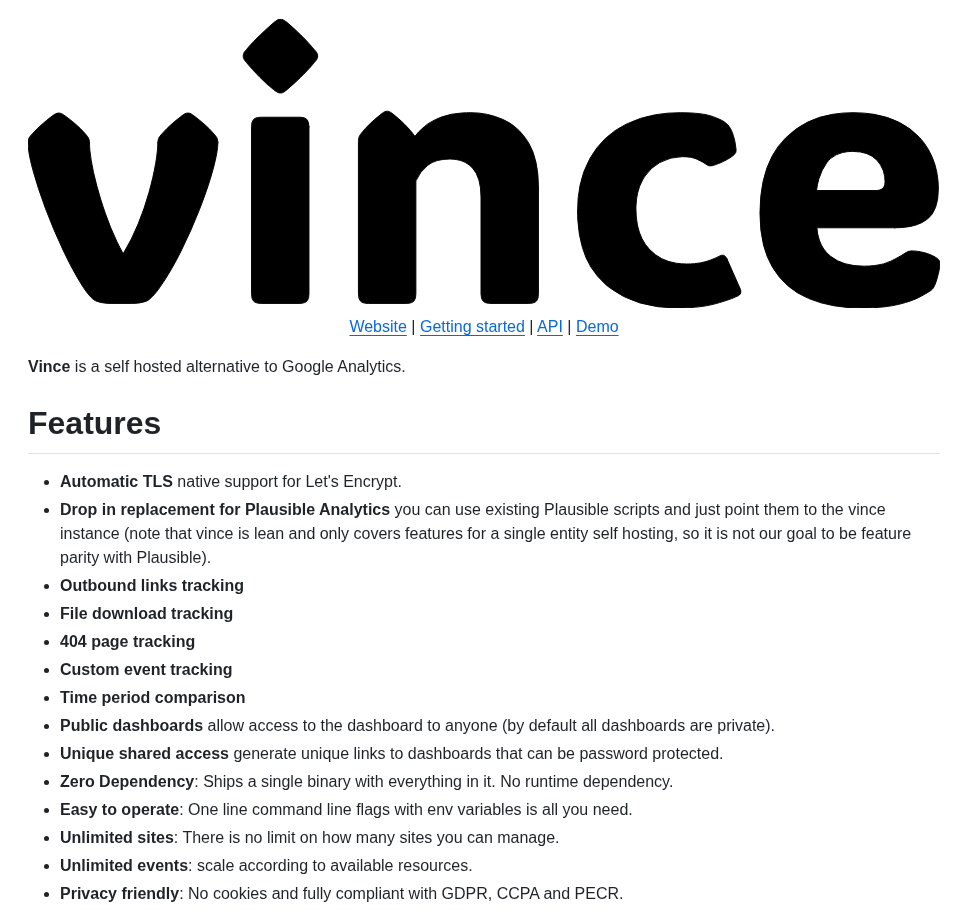 vince
Website | Getting started | API | Demo
Vince is a self hosted alternative to Google Analytics.
Features
Automatic TLS native support for Let's Encrypt.
Drop in replacement for Plausible Analytics you can use existing Plausible scripts and just point them to the vince
instance (note that vince is lean and only covers features for a single entity self hosting, so it is not our goal to be feature
parity with Plausible).
Outbound links tracking
File download tracking
404 page tracking
Custom event tracking
Time period comparison
Public dashboards allow access to the dashboard to anyone (by default all dashboards are private).
Unique shared access generate unique links to dashboards that can be password protected.
Zero Dependency: Ships a single binary with everything in it. No runtime dependency.
Easy to operate: One line command line flags with env variables is all you need.
Unlimited sites: There is no limit on how many sites you can manage.
Unlimited events: scale according to available resources.
Privacy friendly: No cookies and fully compliant with GDPR, CCPA and PECR.